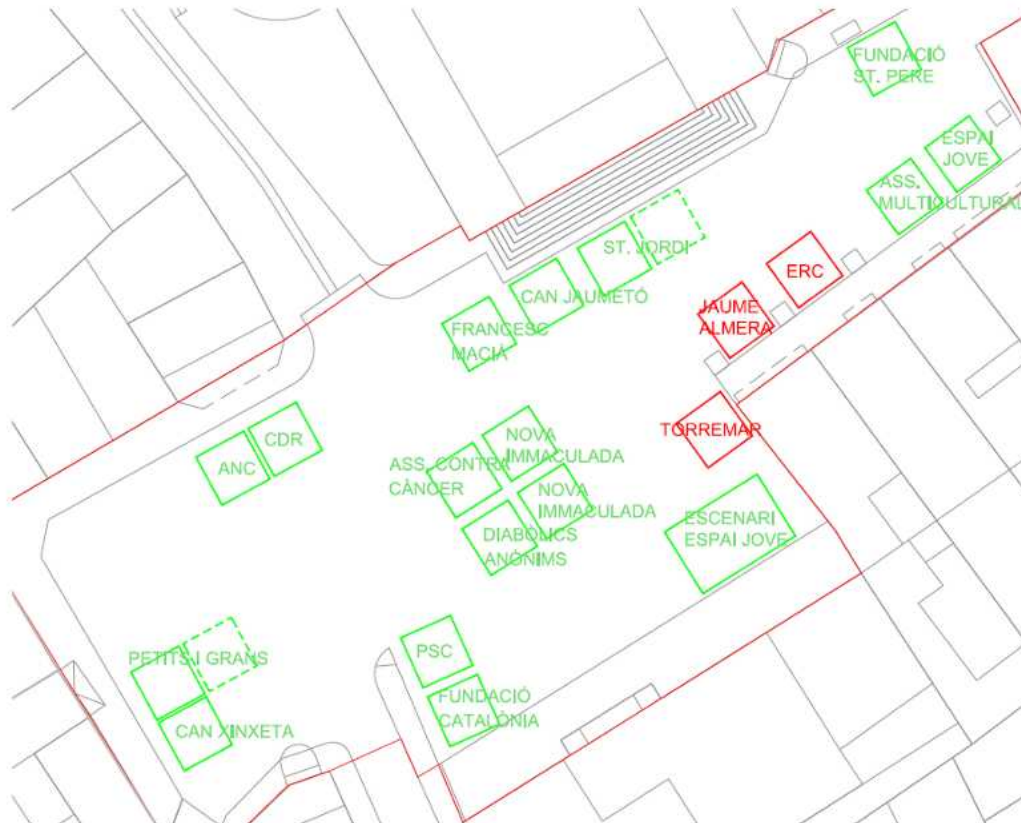 FUNDACIÓ
ST. PERE
ESPAI
JOVE
ASS.
MULTICULTURAL
ST. JORDI
ERC
CAN JAUMETÓ
JAUME
ALMERA
FRANCESC
MACIÀ
TORREMAR
CDR
ANC
NOVA
IMMACULADA
ASS. CONTRA
CÀNCER
NOVA
IMMACULADA
ESCENARI
ESPAI JOVE
DIABÒLICS
ANÒNIMS
PSC
PETITS I GRANS
FUNDACIÓ
CATALÒNIA
CAN XINXETA